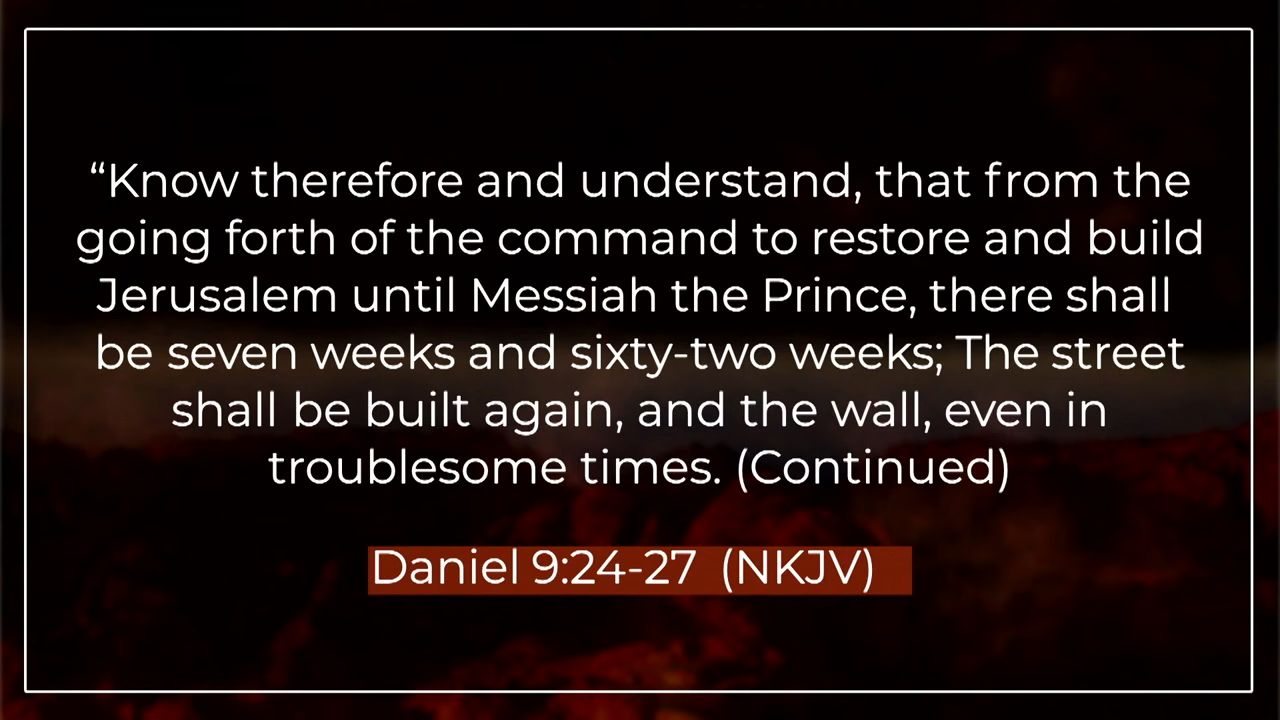 “Know therefore and understand, that from the
going forth of the command to restore and build
Jerusalem until Messiah the Prince, there shall
be seven weeks and sixty-two weeks; The street
shall be built again, and the wall, even in
troublesome times. (Continued)
Daniel 9:24-27 (NKJV)